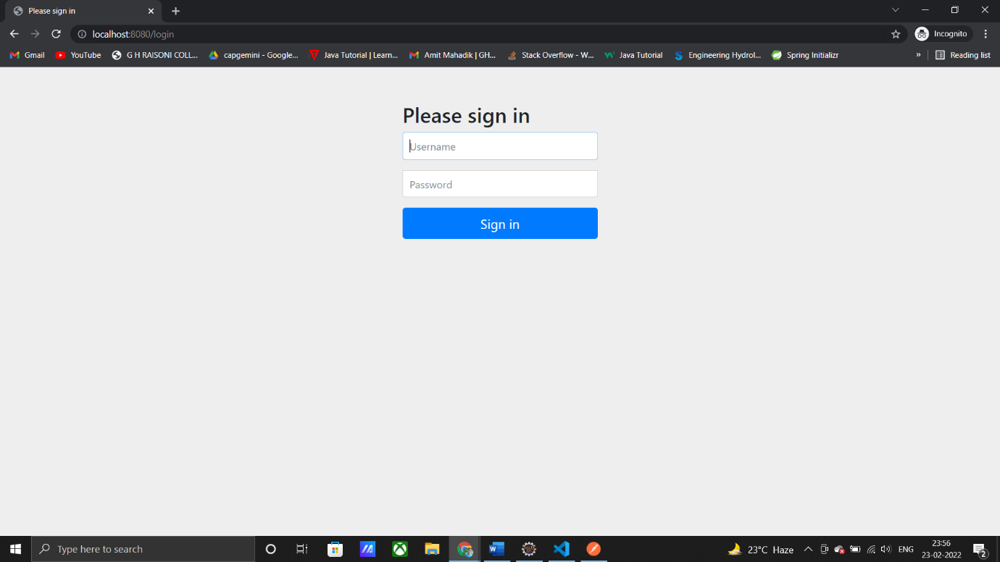 Please sign in
localhost:8080/login
Incognito
Gmail YouTube G H RAISONI COLL... capgemini - Google... Java Tutorial | Learn... Amit Mahadik | GH... Stack Overflow - W... Java Tutorial Engineering Hydrol... Spring Initializr » Reading list
Please sign in
Username
Password
Sign in
Type here to search
23°C Haze
ENG
23:56
23-02-2022
2